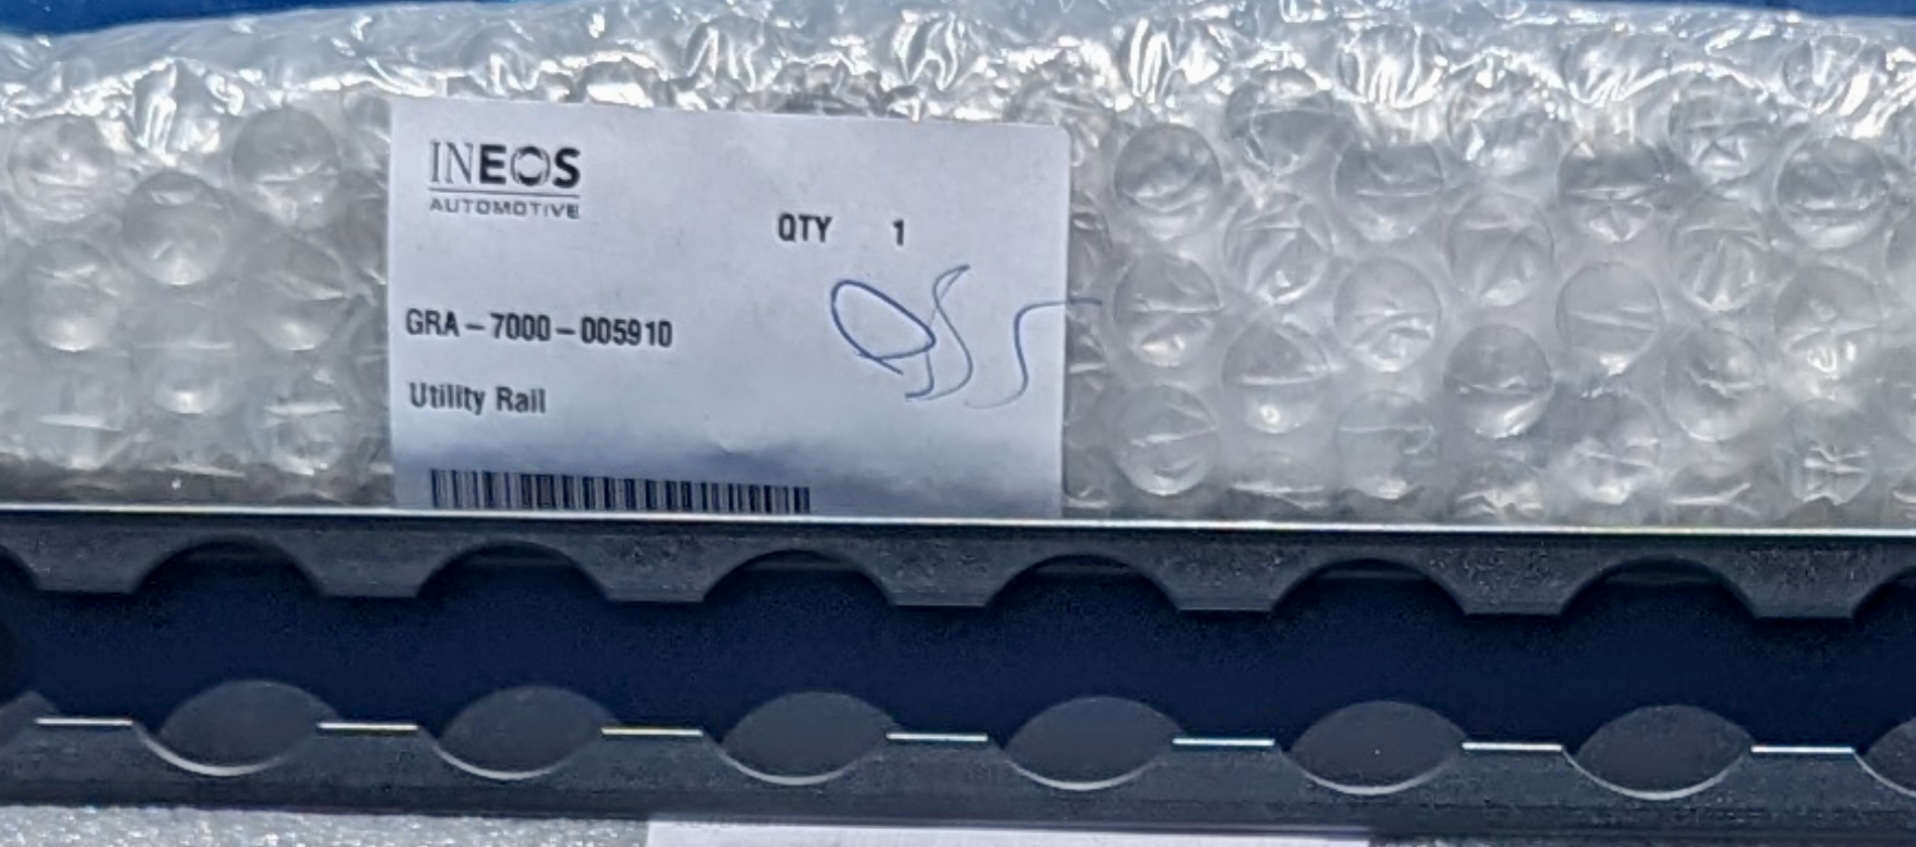 INEOS
AUTOMOTIVE
QTY 1
GRA-7000-005910
Utility Rail